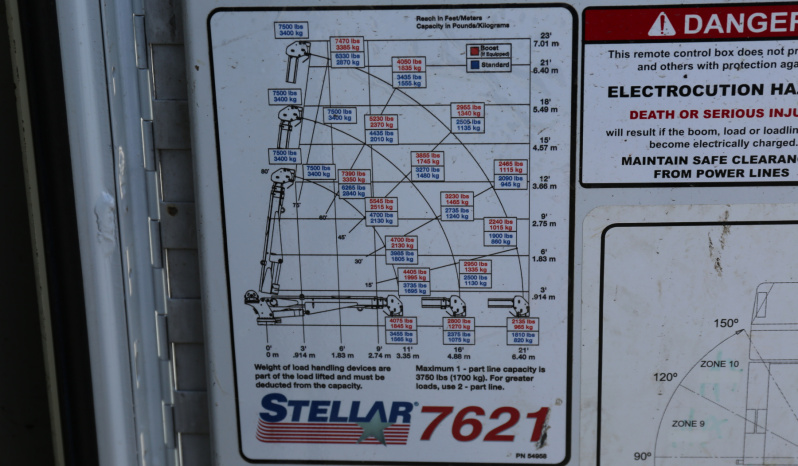 Reach in Feet/Meters
Capacity in Pounds/Kilograms
7500 lbs
3400 kg
7470 lbs
3385 kg
6330 lbs
2870 kg
Boost
(If Equipped)
Standard
23'
7.01 m
4050 lbs
1835 kg
3435 lbs
1555 kg
21'
6.40 m
7500 lbs
3400 kg
7500 lbs
3400 kg
5230 lbs
2370 kg
4435 lbs
2010 kg
2955 lbs
1340 kg
2505 lbs
1135 kg
18'
5.49 m
15'
4.57 m
7500 lbs
3400 kg
7500 lbs
3400 kg
7390 lbs
3350 kg
6265 lbs
2840 kg
3855 lbs
1745 kg
3270 lbs
1480 kg
2465 lbs
1115 kg
2090 lbs
945 kg
12'
3.66 m
80'
75'
60'
45'
30'
15'
5545 lbs
2515 kg
4700 lbs
2130 kg
3230 lbs
1465 kg
2735 lbs
1240 kg
2240 lbs
1015 kg
1900 lbs
860 kg
9'
2.75 m
4700 lbs
2130 kg
3985 lbs
1805 kg
6'
1.83 m
4405 lbs
1995 kg
3735 lbs
1695 kg
2950 lbs
1335 kg
2500 lbs
1130 kg
3'
.914 m
4075 lbs
1845 kg
3455 lbs
1565 kg
2800 lbs
1270 kg
2375 lbs
1075 kg
2135 lbs
965 kg
1810 lbs
820 kg
0' 3' 6' 9' 11' 16' 21'
0 m .914 m 1.83 m 2.74 m 3.35 m 4.88 m 6.40 m
Weight of load handling devices are
part of the load lifted and must be
deducted from the capacity.
Maximum 1 - part line capacity is
3750 lbs (1700 kg). For greater
loads, use 2 - part line.
STELLAR® 7621
PN 54958
DANGER
This remote control box does not pr
and others with protection aga
ELECTROCUTION HA
DEATH OR SERIOUS INJU
will result if the boom, load or loadlin
become electrically charged.
MAINTAIN SAFE CLEARAN
FROM POWER LINES
150°
ZONE 10
120°
ZONE 9
90°